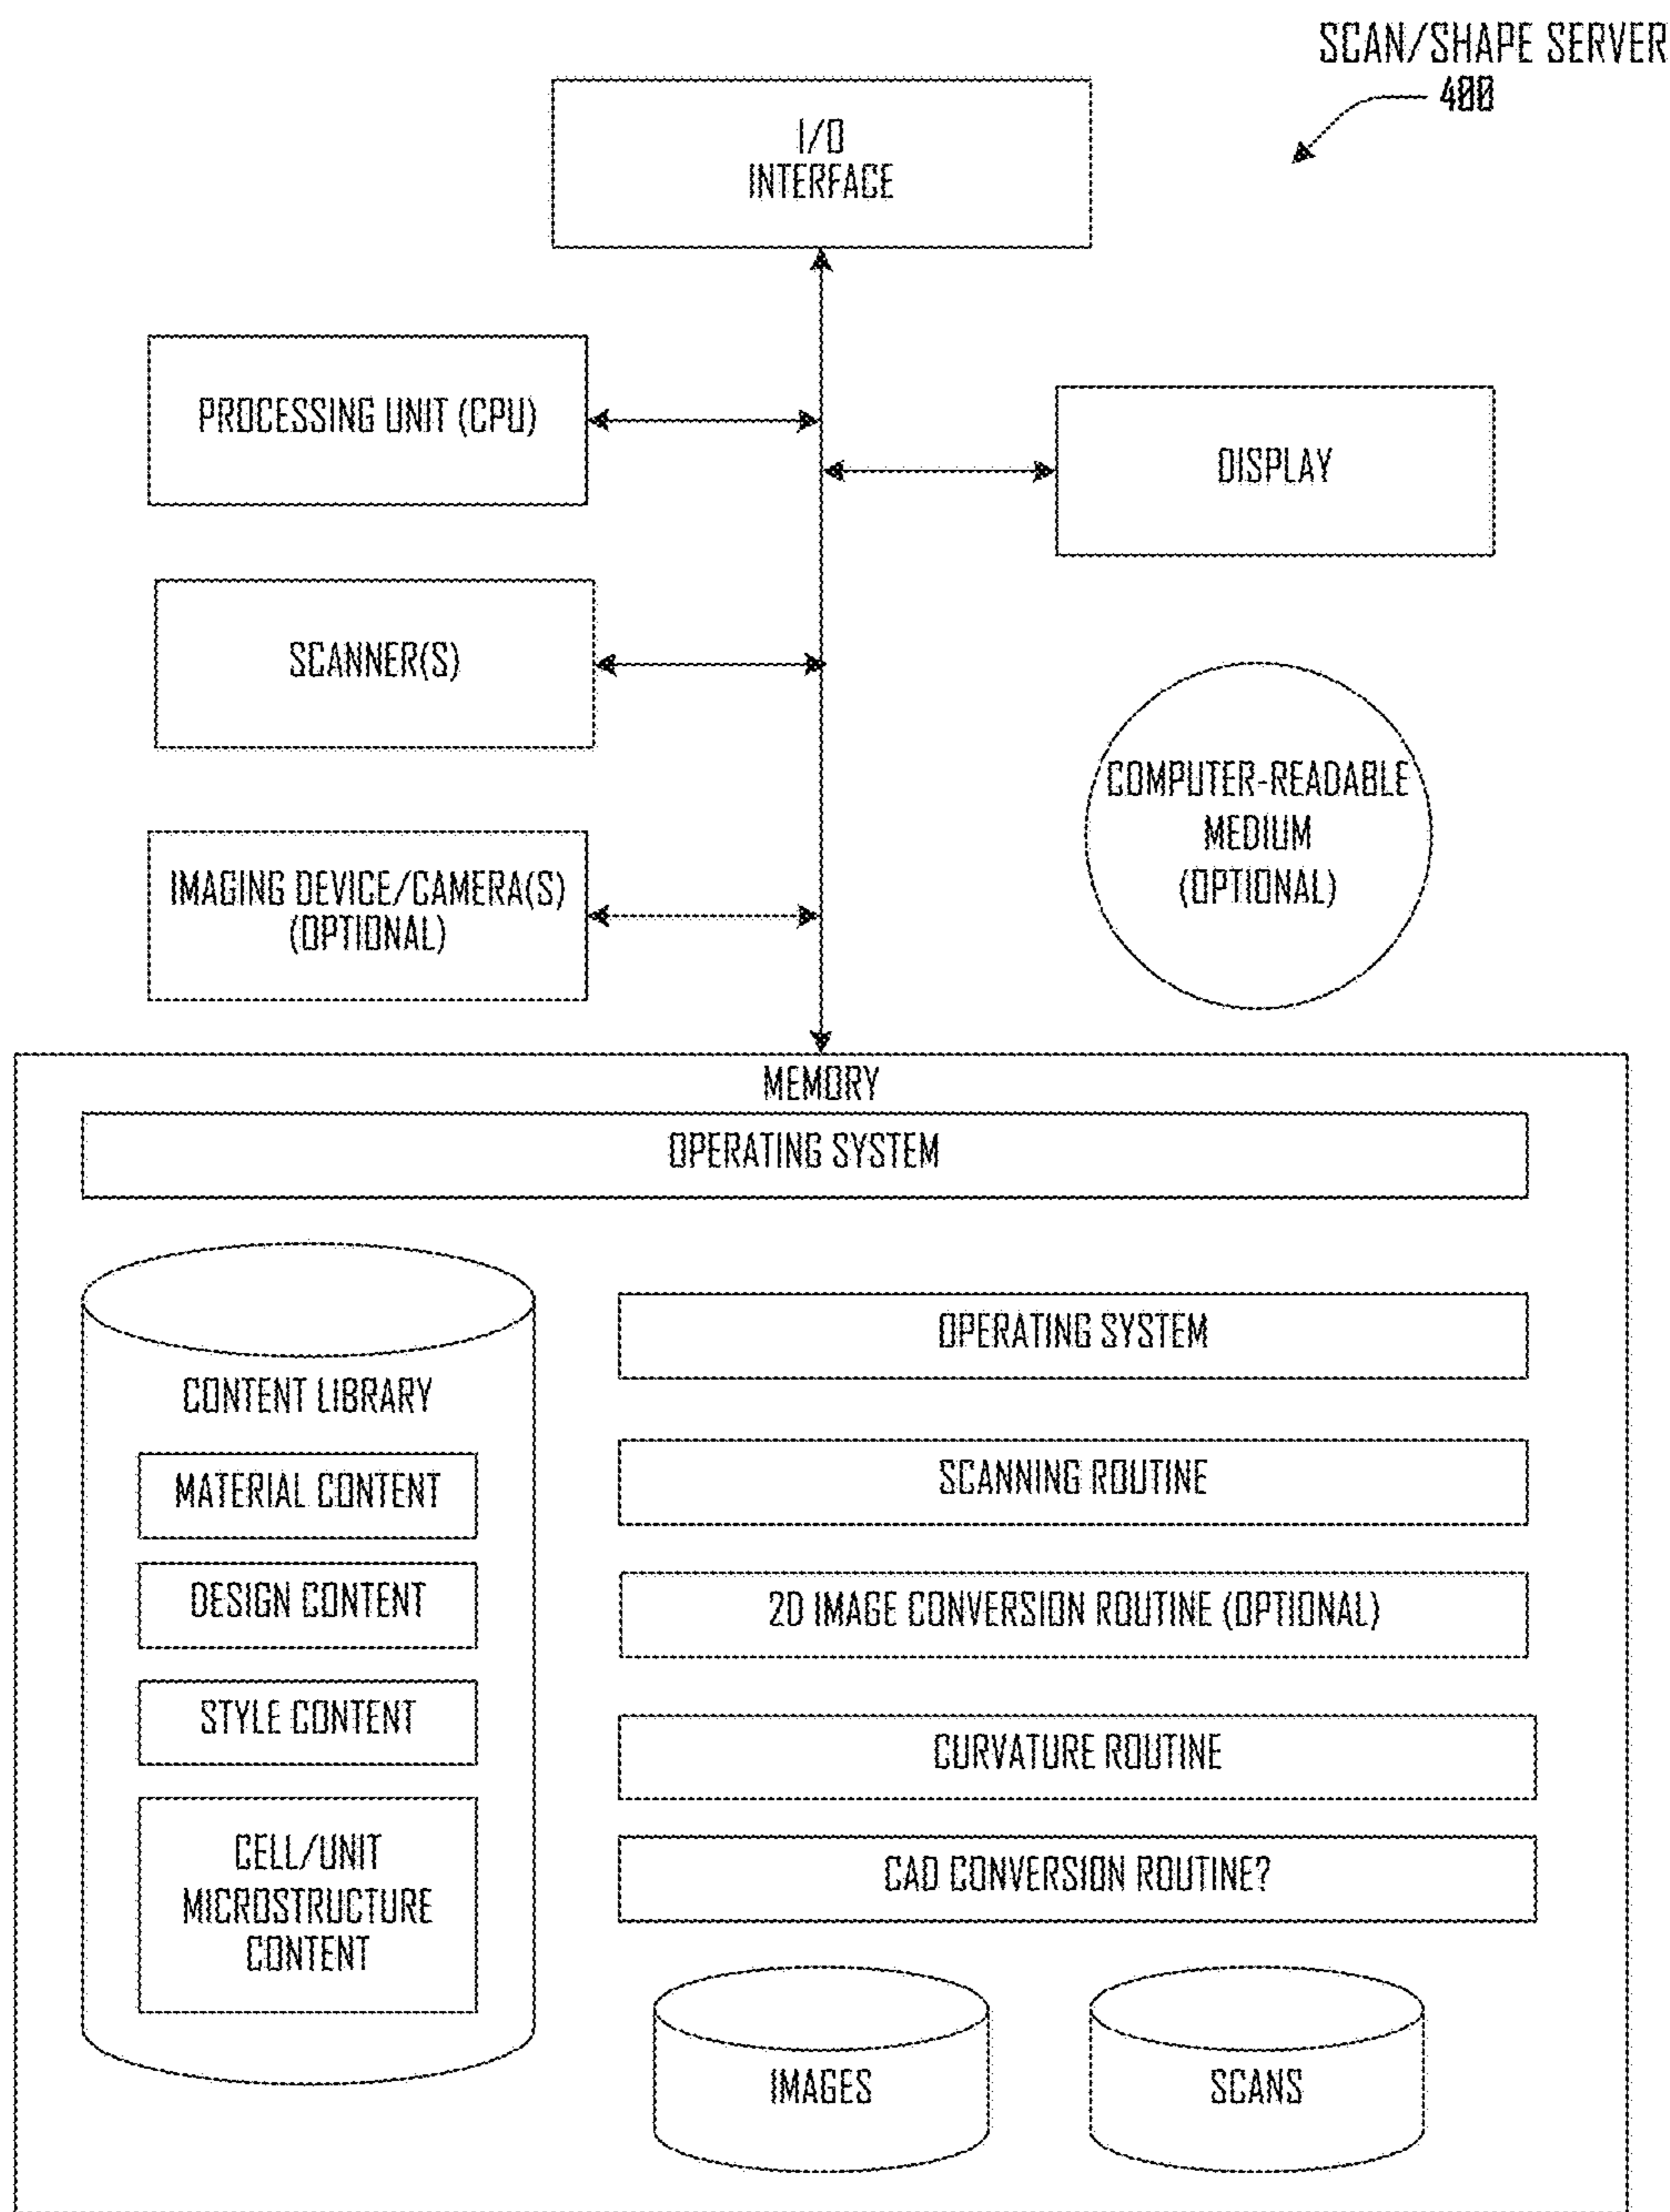 SCAN/SHAPE SERVER
400
I/O
INTERFACE
PROCESSING UNIT (CPU)
DISPLAY
SCANNER(S)
COMPUTER-READABLE
MEDIUM
(OPTIONAL)
IMAGING DEVICE/CAMERA(S)
(OPTIONAL)
MEMORY
OPERATING SYSTEM
CONTENT LIBRARY
MATERIAL CONTENT
DESIGN CONTENT
STYLE CONTENT
CELL/UNIT
MICROSTRUCTURE
CONTENT
OPERATING SYSTEM
SCANNING ROUTINE
2D IMAGE CONVERSION ROUTINE (OPTIONAL)
CURVATURE ROUTINE
CAD CONVERSION ROUTINE?
IMAGES
SCANS